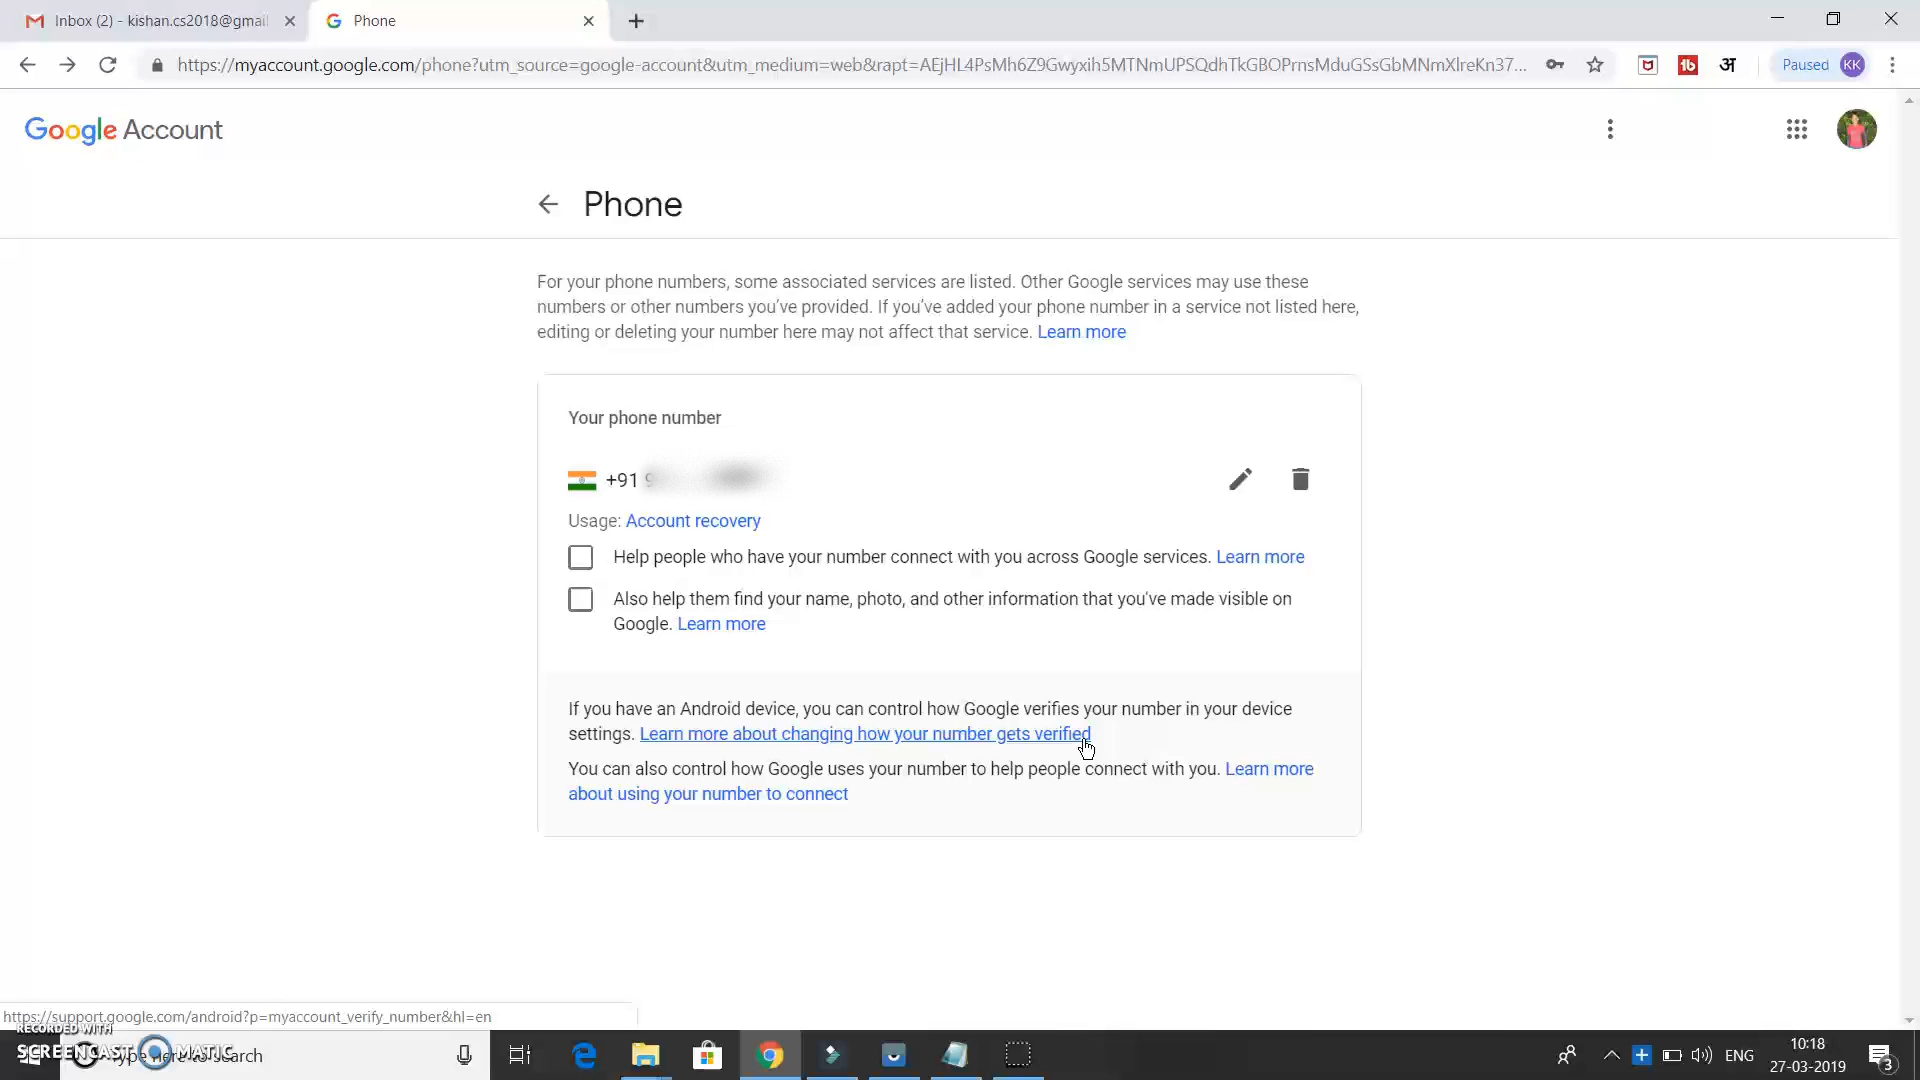 Inbox (2) - kishan.cs2018@gmail
Phone
https://myaccount.google.com/phone?utm_source=google-account&utm_medium=web&rapt=AEjHL4PsMh6Z9Gwyxih5MTNmUPSQdhTkGBOPrnsMduGSsGbMNmXlreKn37...
1b
अ
Paused
KK
Google Account
Phone
For your phone numbers, some associated services are listed. Other Google services may use these
numbers or other numbers you've provided. If you've added your phone number in a service not listed here,
editing or deleting your number here may not affect that service. Learn more
Your phone number
+91 9
Usage: Account recovery
Help people who have your number connect with you across Google services. Learn more
Also help them find your name, photo, and other information that you've made visible on
Google. Learn more
If you have an Android device, you can control how Google verifies your number in your device
settings. Learn more about changing how your number gets verified
You can also control how Google uses your number to help people connect with you. Learn more
about using your number to connect
https://support.google.com/android?p=myaccount_verify_number&hl=en
RECORDED WITH
SCREENCAST MATIC
Type here to search
ENG
10:18
27-03-2019
3